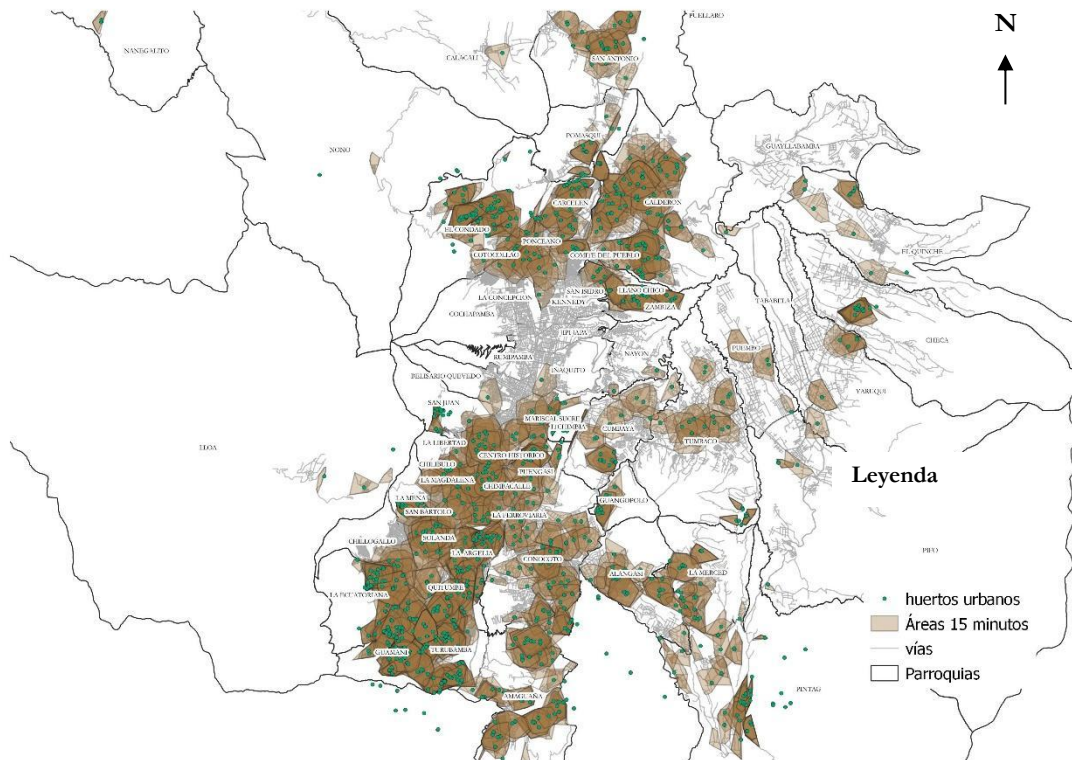 PUELLARO
N
NANEGALITO
CALACALI
SAN ANTONIO
POMASQUI
NONO
GUAYLLABAMBA
CARCELEN
CALDERON
EL CONDADO
PONCEANO
EL QUINCHE
COTOCOLLAO
COMITE DEL PUEBLO
SAN ISIDRO
LLANO CHICO
LA CONCEPCION
KENNEDY
ZAMBIZA
TABABELA
COCHAPAMBA
JIPIJAPA
CHECA
PUEMBO
RUMIPAMBA
NAYON
BELISARIO QUEVEDO
IÑAQUITO
YARUQUI
SAN JUAN
MARISCAL SUCRE
ITCHIMBIA
CUMBAYA
LA LIBERTAD
TUMBACO
LLOA
CENTRO HISTORICO
CHILIBULO
PUENGASI
Leyenda
LA MAGDALENA
CHIMBACALLE
LA MENA
GUANGOPOLO
SAN BARTOLO
LA FERROVIARIA
SOLANDA
CHILLOGALLO
LA ARGELIA
PIFO
CONOCOTO
ALANGASI
LA MERCED
QUITUMBE
LA ECUATORIANA
huertos urbanos
Áreas 15 minutos
vías
GUAMANI
TURUBAMBA
Parroquias
PINTAG
AMAGUAÑA